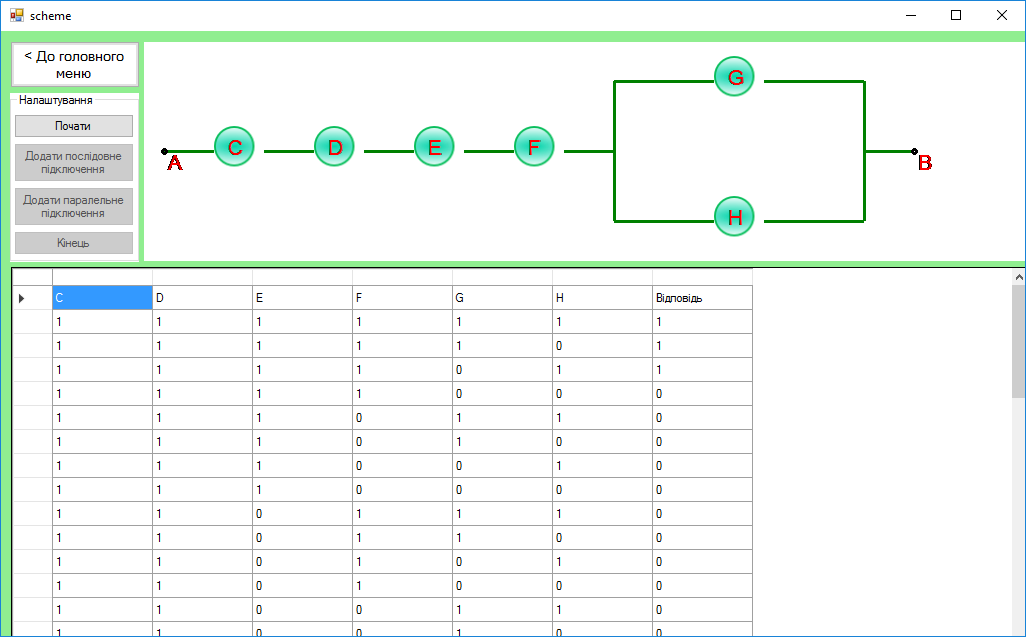 scheme
< До головного
меню
Налаштування
Почати
Додати послідовне
підключення
Додати паралельне
підключення
Кінець
G
C D E F
A B
H
C D E F G H Відповідь
1 1 1 1 1 1 1
1 1 1 1 1 0 1
1 1 1 1 0 1 1
1 1 1 1 0 0 0
1 1 1 0 1 1 0
1 1 1 0 1 0 0
1 1 1 0 0 1 0
1 1 1 0 0 0 0
1 1 0 1 1 1 0
1 1 0 1 1 0 0
1 1 0 1 0 1 0
1 1 0 1 0 0 0
1 1 0 0 1 1 0
1 1 0 0 1 0 0